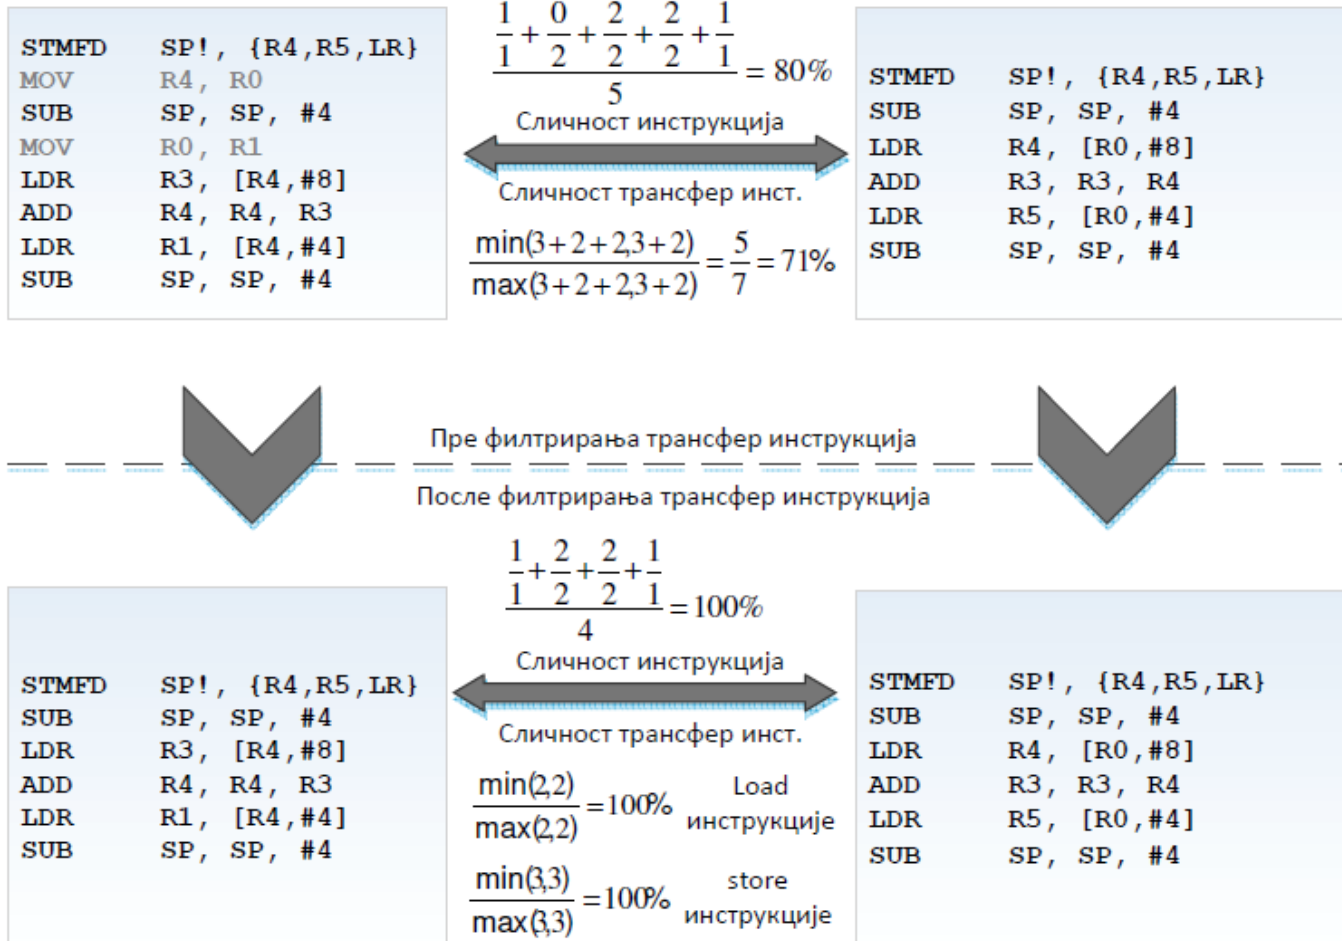 STMFD SP!, {R4,R5,LR}
MOV R4, R0
SUB SP, SP, #4
MOV R0, R1
LDR R3, [R4,#8]
ADD R4, R4, R3
LDR R1, [R4,#4]
SUB SP, SP, #4
1/1 + 0/2 + 2/2 + 2/2 + 1/1
5
= 80%
Сличност инструкција
Сличност трансфер инст.
min(3+2+2,3+2)
max(3+2+2,3+2)
= 5/7 = 71%
STMFD SP!, {R4,R5,LR}
SUB SP, SP, #4
LDR R4, [R0,#8]
ADD R3, R3, R4
LDR R5, [R0,#4]
SUB SP, SP, #4
Пре филтрирања трансфер инструкција
После филтрирања трансфер инструкција
STMFD SP!, {R4,R5,LR}
SUB SP, SP, #4
LDR R3, [R4,#8]
ADD R4, R4, R3
LDR R1, [R4,#4]
SUB SP, SP, #4
1/1 + 2/2 + 2/2 + 1/1
4
= 100%
Сличност инструкција
Сличност трансфер инст.
min(2,2)
max(2,2)
= 100%
Load
инструкције
min(3,3)
max(3,3)
= 100%
store
инструкције
STMFD SP!, {R4,R5,LR}
SUB SP, SP, #4
LDR R4, [R0,#8]
ADD R3, R3, R4
LDR R5, [R0,#4]
SUB SP, SP, #4